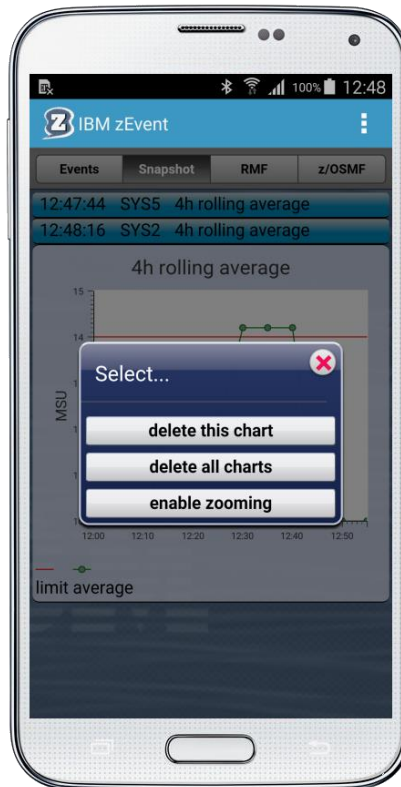 100% 12:48
Z IBM zEvent
Events Snapshot RMF z/OSMF
12:47:44 SYS5 4h rolling average
12:48:16 SYS2 4h rolling average
4h rolling average
15
14
MSU
Select...
delete this chart
delete all charts
enable zooming
12:00 12:10 12:20 12:30 12:40 12:50
limit average